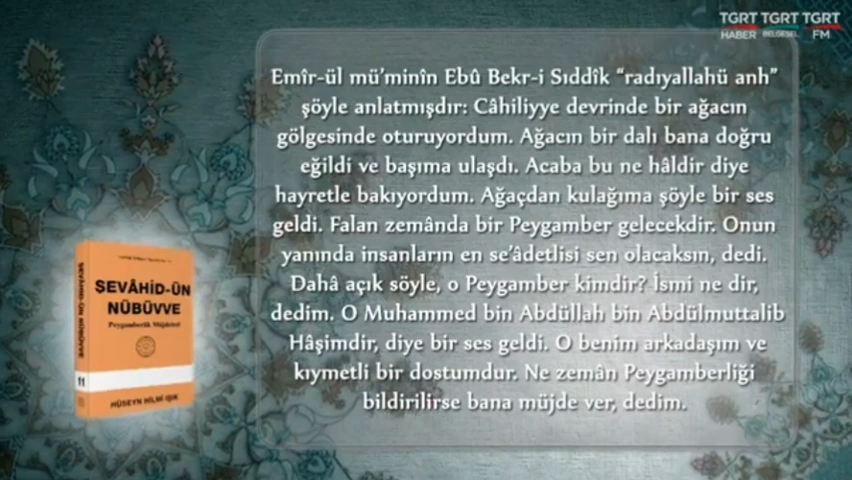 TGRT TGRT TGRT
HABER BELGESEL FM
Emîr-ül mü’minîn Ebû Bekr-i Sıddîk “radıyallahü anh”
şöyle anlatmışdır: Câhiliyye devrinde bir ağacın
gölgesinde oturuyordum. Ağacın bir dalı bana doğru
eğildi ve başıma ulaşdı. Acaba bu ne hâldir diye
hayretle bakıyordum. Ağaçdan kulağıma şöyle bir ses
geldi. Falan zemânda bir Peygamber gelecekdir. Onun
yanında insanların en se’âdetlisi sen olacaksın, dedi.
Dahâ açık söyle, o Peygamber kimdir? İsmi ne dir,
dedim. O Muhammed bin Abdüllah bin Abdülmuttalib
Hâşimdir, diye bir ses geldi. O benim arkadaşım ve
kıymetli bir dostumdur. Ne zemân Peygamberliği
bildirilirse bana müjde ver, dedim.
ŞEVÂHİD-ÜN
NÜBÜVVE
Peygamberlik Müjdeleri
HÜSEYN HİLMİ IŞIK
ŞEVÂHİD-ÜN NÜBÜVVE
11